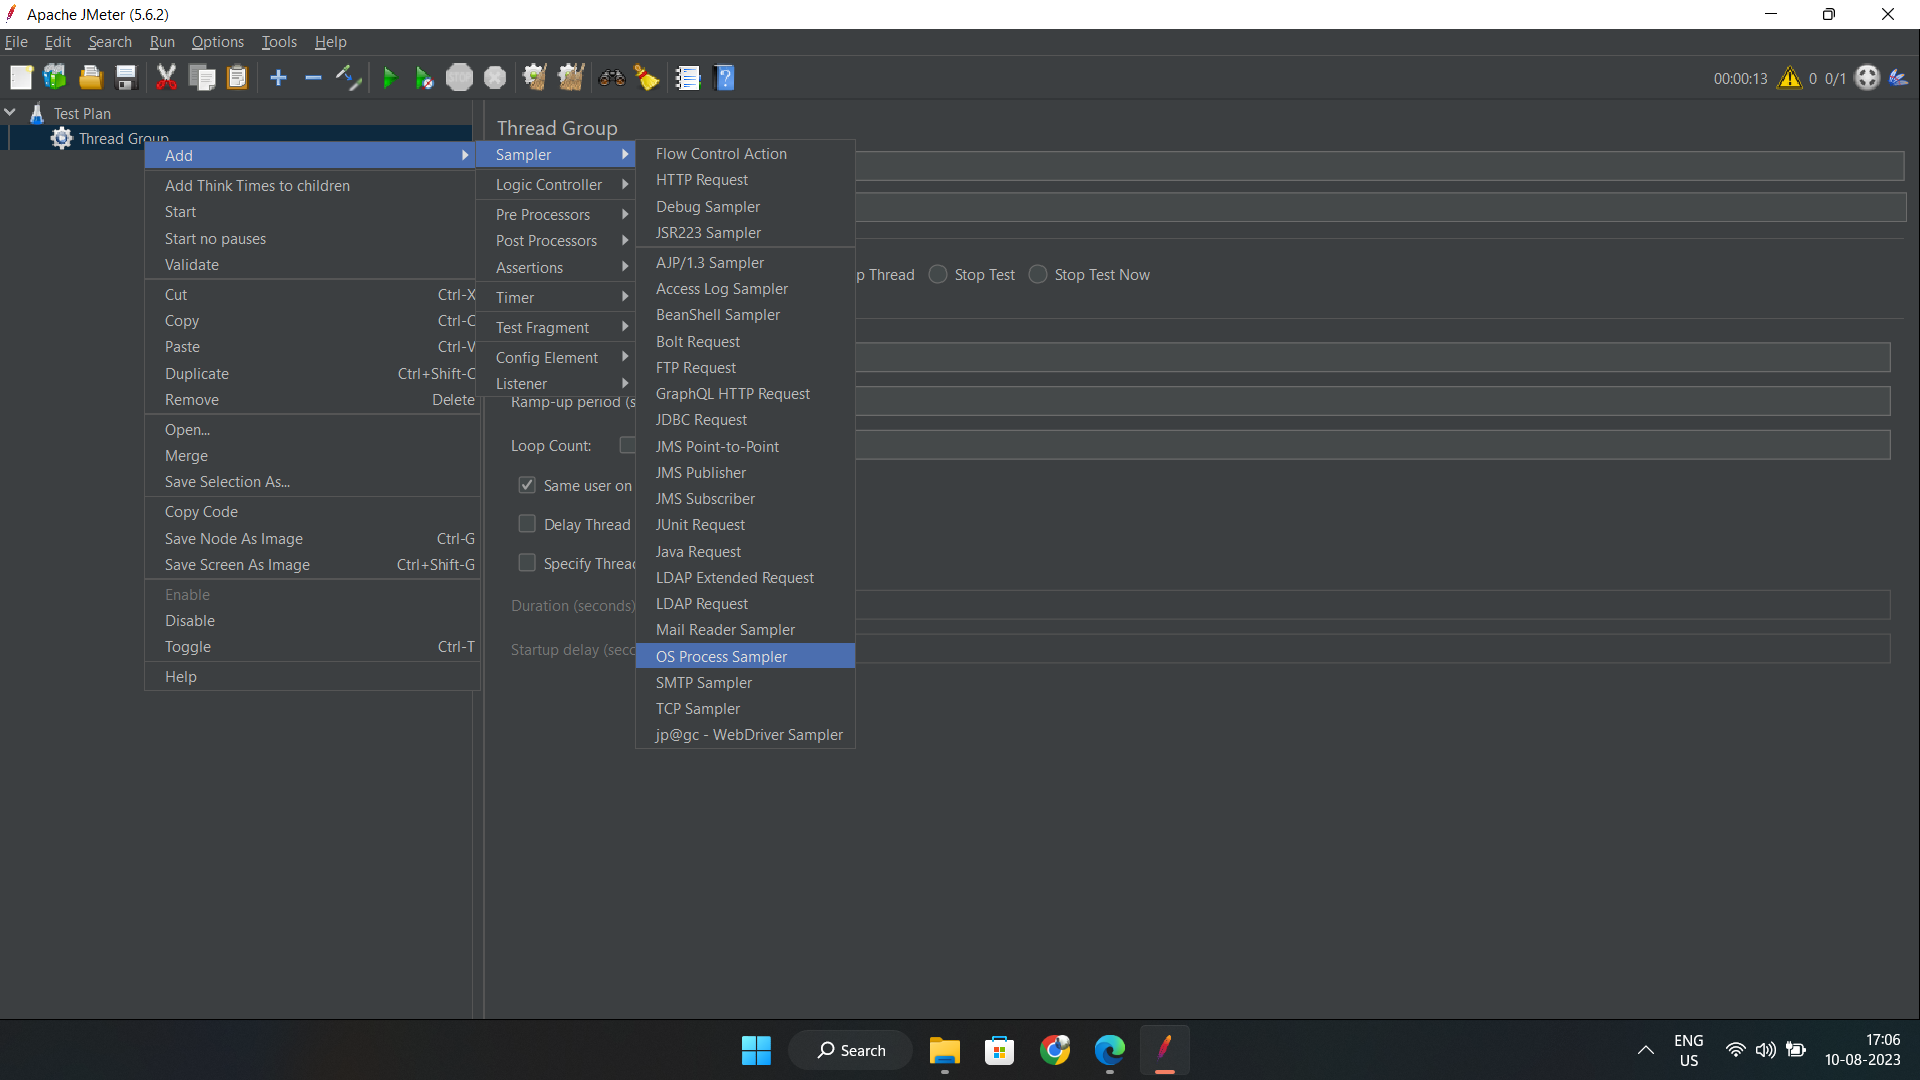 Apache JMeter (5.6.2)
File Edit Search Run Options Tools Help
00:00:13 0 0/1
Test Plan
Thread Group
Add
Add Think Times to children
Start
Start no pauses
Validate
Cut Ctrl-X
Copy Ctrl-C
Paste Ctrl-V
Duplicate Ctrl+Shift-C
Remove Delete
Open...
Merge
Save Selection As...
Copy Code
Save Node As Image Ctrl-G
Save Screen As Image Ctrl+Shift-G
Enable
Disable
Toggle Ctrl-T
Help
Sampler
Logic Controller
Pre Processors
Post Processors
Assertions
Timer
Test Fragment
Config Element
Listener
Flow Control Action
HTTP Request
Debug Sampler
JSR223 Sampler
AJP/1.3 Sampler
Access Log Sampler
BeanShell Sampler
Bolt Request
FTP Request
GraphQL HTTP Request
JDBC Request
JMS Point-to-Point
JMS Publisher
JMS Subscriber
JUnit Request
Java Request
LDAP Extended Request
LDAP Request
Mail Reader Sampler
OS Process Sampler
SMTP Sampler
TCP Sampler
jp@gc - WebDriver Sampler
Thread Group
p Thread Stop Test Stop Test Now
Ramp-up period (s
Loop Count:
Same user on
Delay Thread
Specify Threa
Duration (seconds)
Startup delay (seco
Search
ENG
US
17:06
10-08-2023